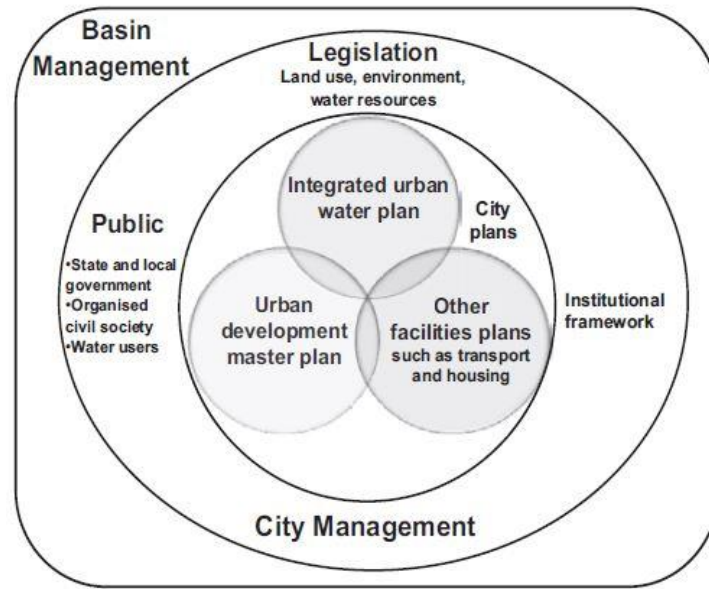 Basin
Management
Legislation
Land use, environment,
water resources
Integrated urban
water plan
City
plans
Public
•State and local
government
•Organised
civil society
•Water users
Urban
development
master plan
Other
facilities plans
such as transport
and housing
Institutional
framework
City Management